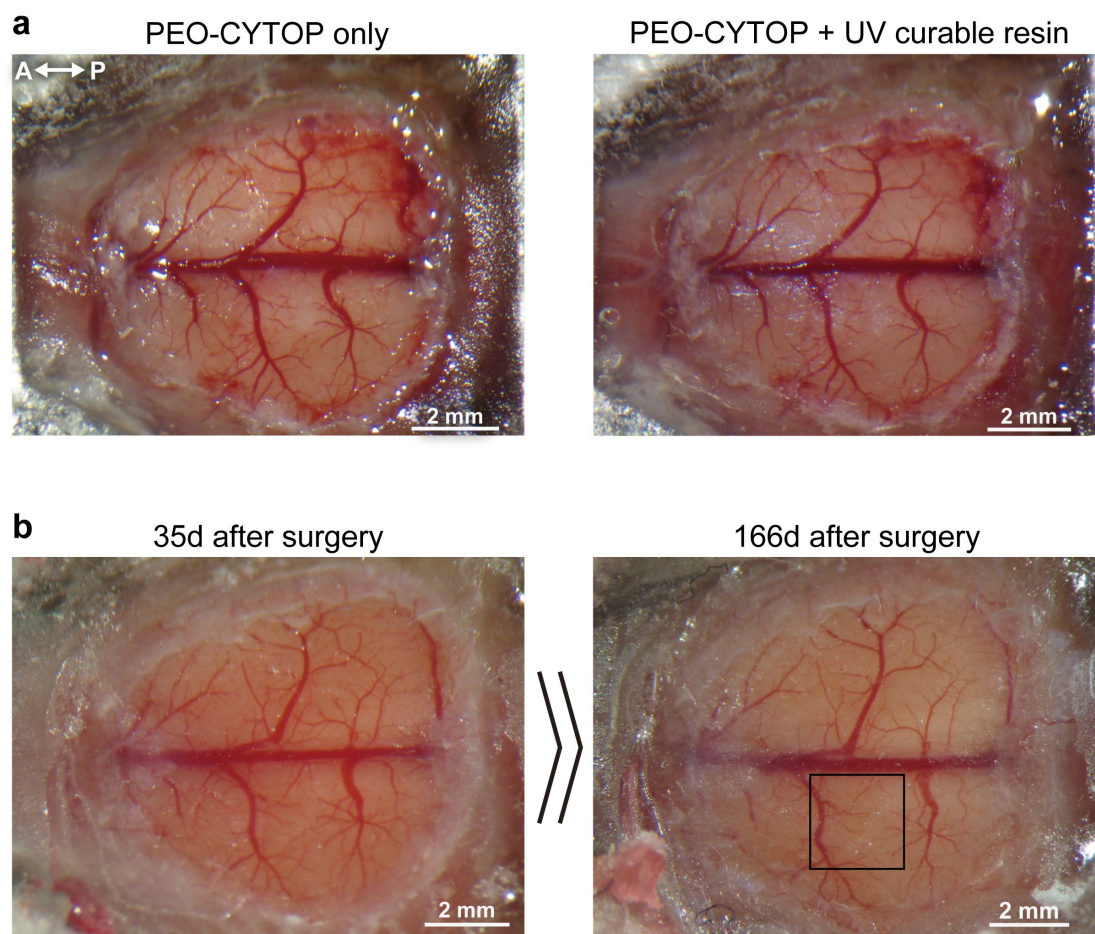 a
PEO-CYTOP only
PEO-CYTOP + UV curable resin
A P
2 mm
2 mm
b
35d after surgery
166d after surgery
2 mm
2 mm